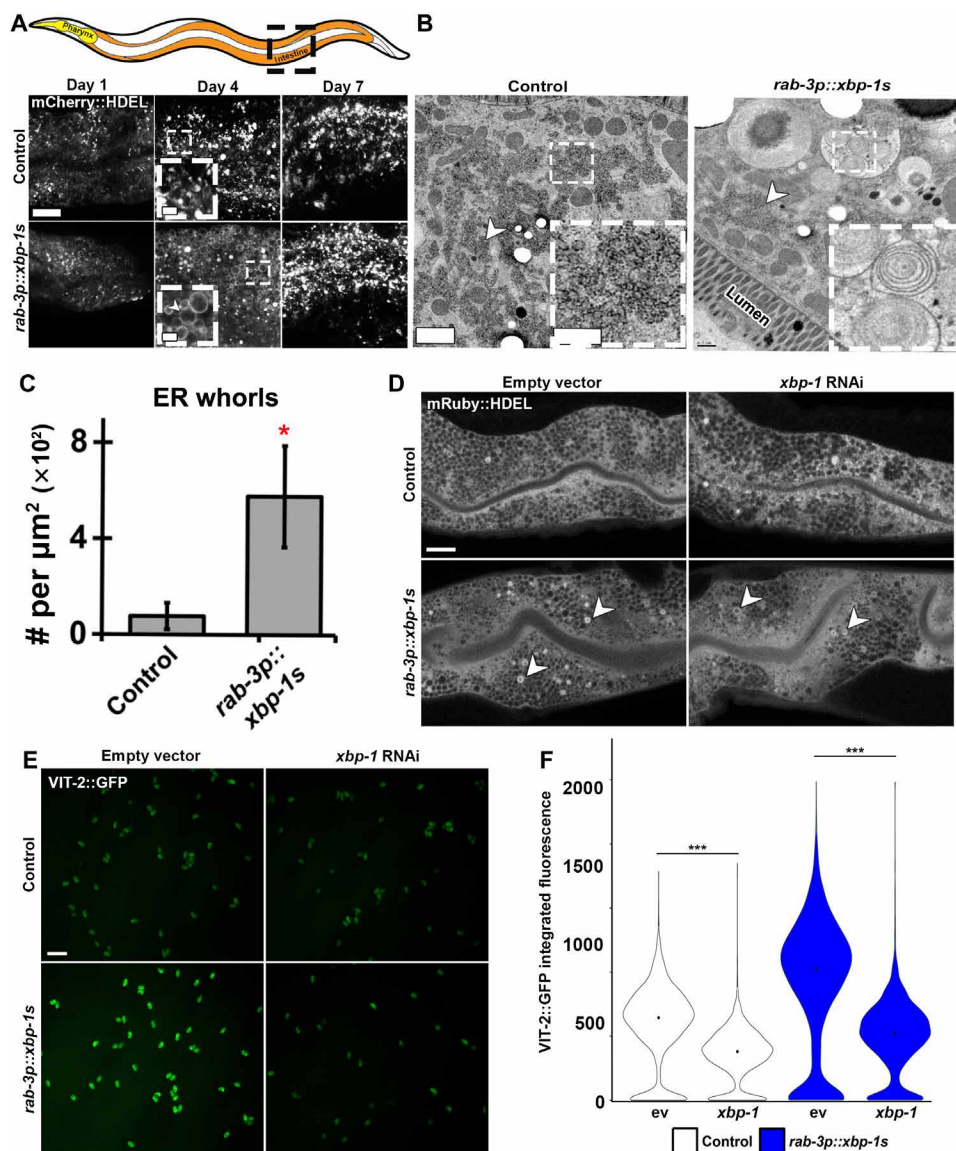 A
Pharynx
Intestine
Day 1
Day 4
Day 7
mCherry::HDEL
Control
rab-3p::xbp-1s
B
Control
rab-3p::xbp-1s
Lumen
C
ER whorls
*
# per µm² (×10²)
8
4
0
Control
rab-3p::
xbp-1s
D
Empty vector
xbp-1 RNAi
mRuby::HDEL
Control
rab-3p::xbp-1s
E
Empty vector
xbp-1 RNAi
VIT-2::GFP
Control
rab-3p::xbp-1s
F
VIT-2::GFP integrated fluorescence
2000
1500
1000
500
0
***
***
ev
xbp-1
ev
xbp-1
Control
rab-3p::xbp-1s